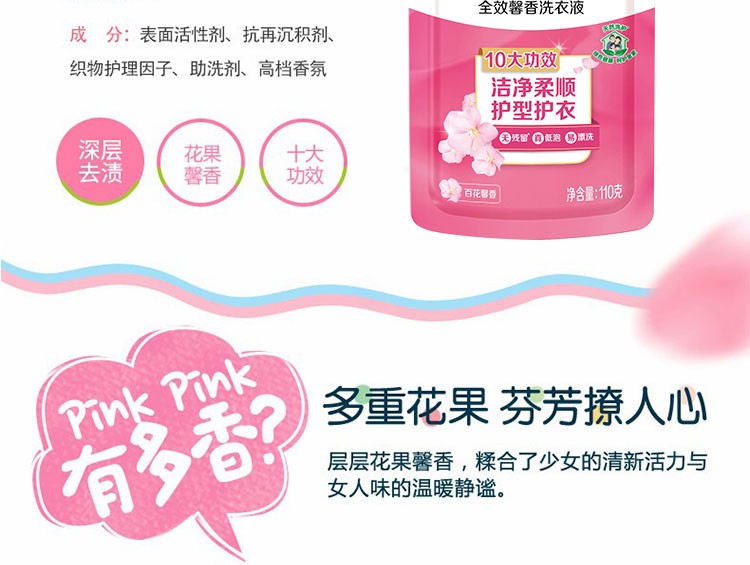 全效馨香洗衣液
成 分：表面活性剂、抗再沉积剂、
织物护理因子、助洗剂、高档香氛
10大功效
洁净柔顺
护型护衣
无残留 真低泡 易漂洗
深层
去渍
花果
馨香
十大
功效
百花馨香
净含量:110克
Pink Pink
有多香?
多重花果 芬芳撩人心
层层花果馨香，糅合了少女的清新活力与
女人味的温暖静谧。